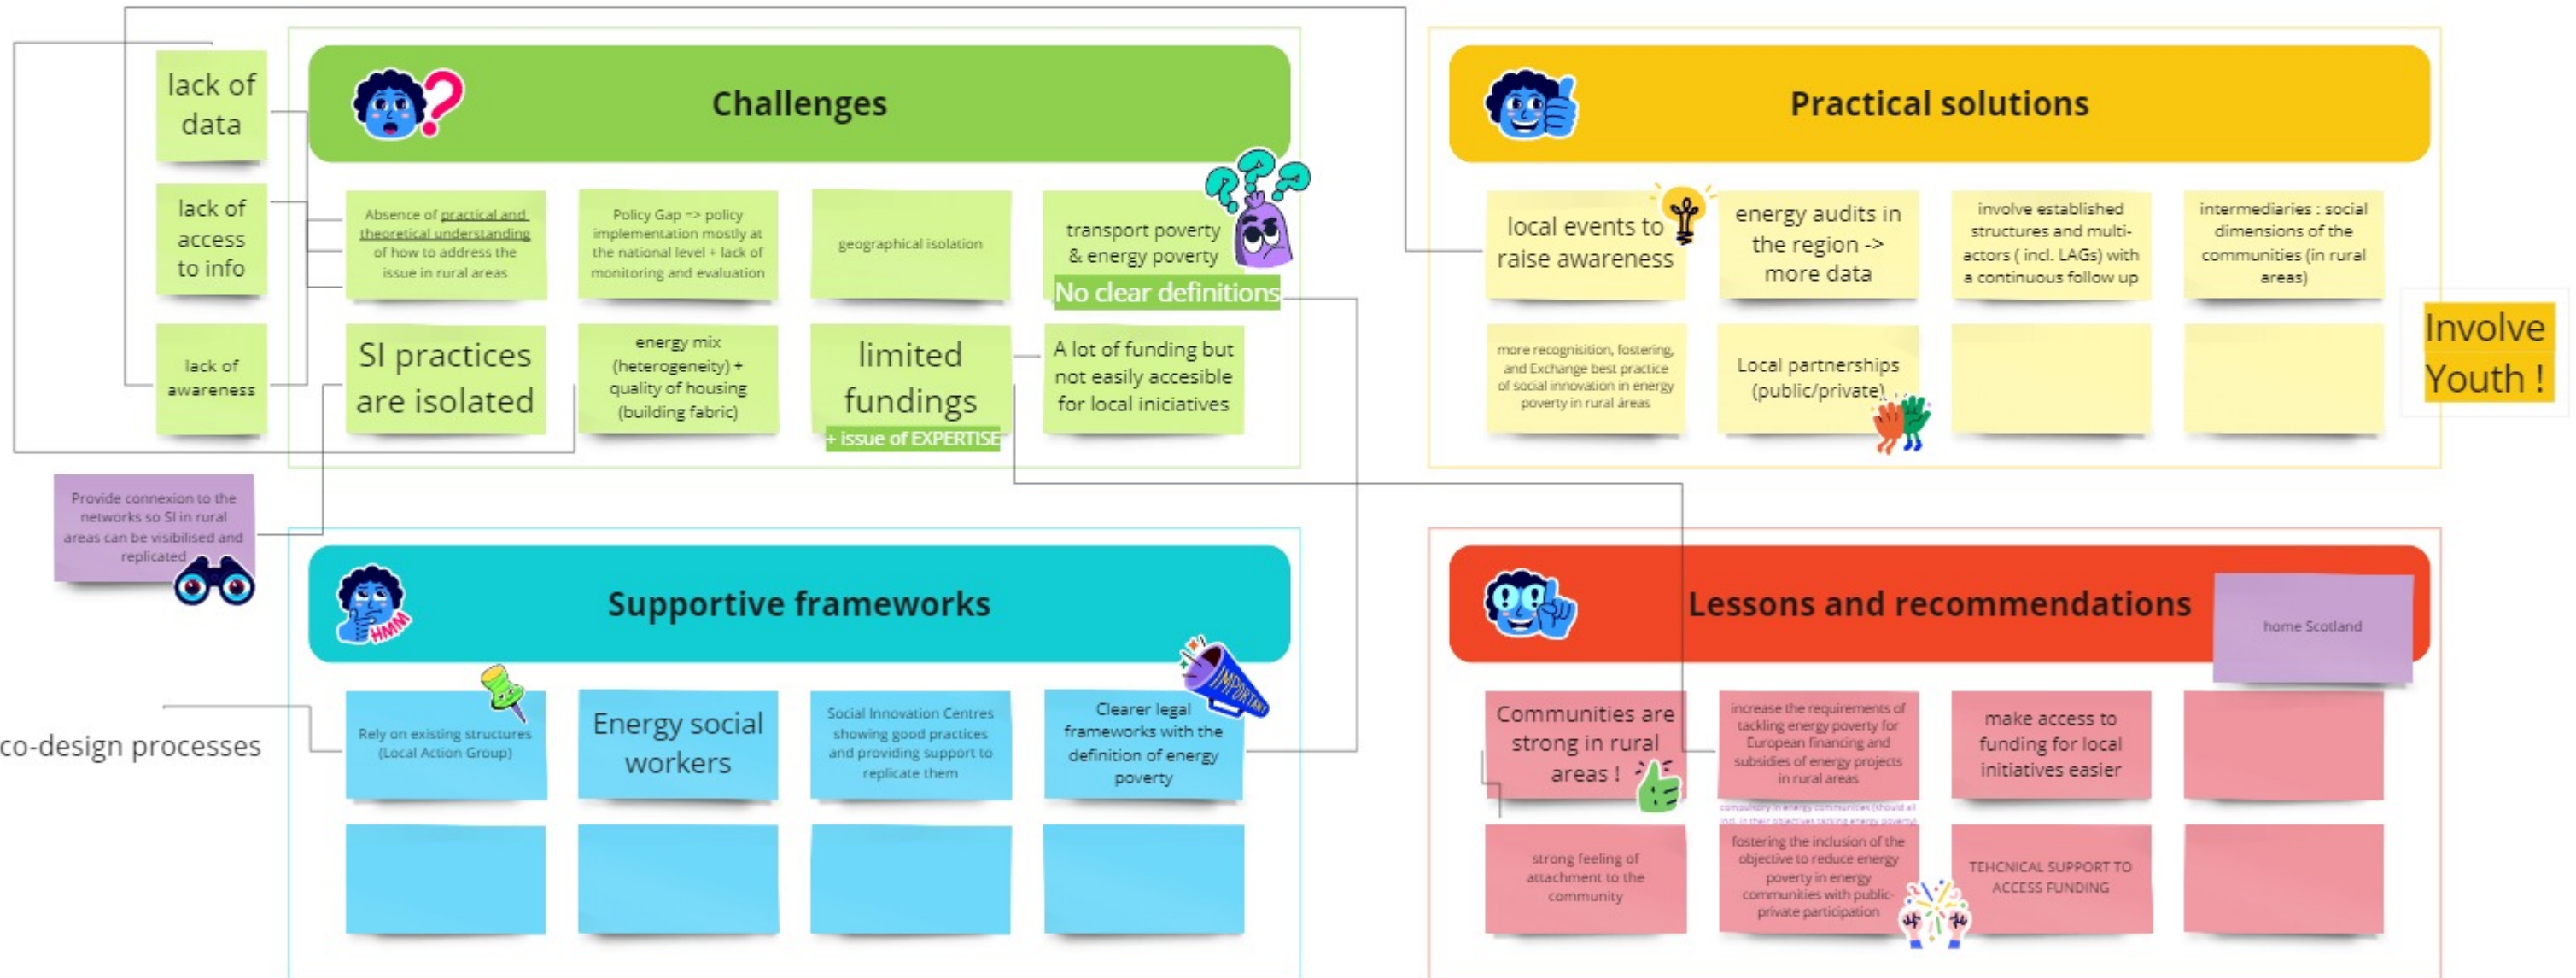 lack of
data
lack of
access
to info
lack of
awareness
Challenges
Absence of practical and
theoretical understanding
of how to address the
issue in rural areas
Policy Gap => policy
implementation mostly at
the national level + lack of
monitoring and evaluation
geographical isolation
transport poverty
& energy poverty
No clear definitions
SI practices
are isolated
energy mix
(heterogeneity) +
quality of housing
(building fabric)
limited
fundings
+ issue of EXPERTISE
A lot of funding but
not easily accesible
for local iniciatives
Practical solutions
local events to
raise awareness
energy audits in
the region ->
more data
involve established
structures and multi-
actors ( incl. LAGs) with
a continuous follow up
intermediaries : social
dimensions of the
communities (in rural
areas)
more recognisition, fostering,
and Exchange best practice
of social innovation in energy
poverty in rural áreas
Local partnerships
(public/private)
Involve
Youth !
Provide connexion to the
networks so SI in rural
areas can be visibilised and
replicated
Supportive frameworks
HMM
IMPORTANT
co-design processes
Rely on existing structures
(Local Action Group)
Energy social
workers
Social Innovation Centres
showing good practices
and providing support to
replicate them
Clearer legal
frameworks with the
definition of energy
poverty
Lessons and recommendations
home Scotland
Communities are
strong in rural
areas !
increase the requirements of
tackling energy poverty for
European financing and
subsidies of energy projects
in rural areas
compulsory in energy communities (should all
incl. in their objectives tackling energy poverty)
make access to
funding for local
initiatives easier
strong feeling of
attachment to the
community
fostering the inclusion of the
objective to reduce energy
poverty in energy
communities with public-
private participation
TEHCNICAL SUPPORT TO
ACCESS FUNDING